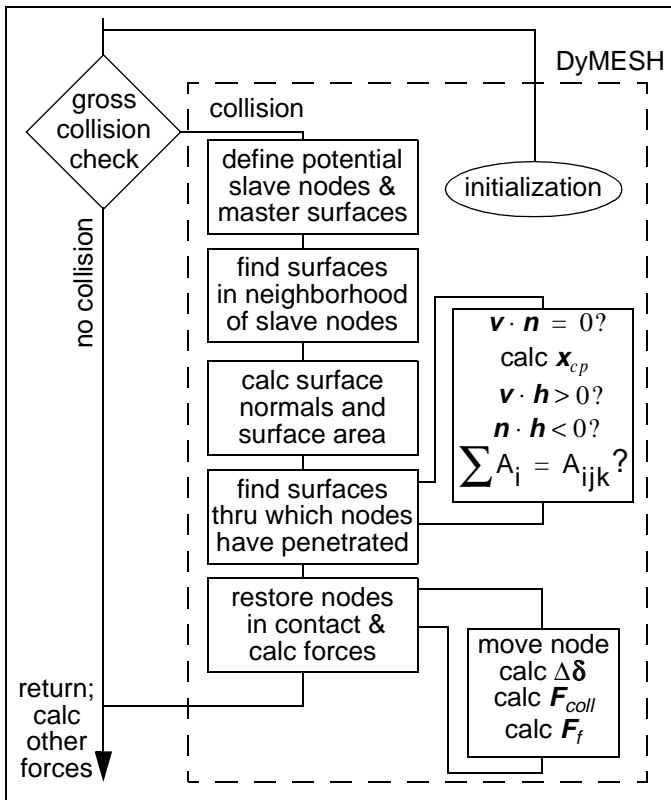 DyMESH
gross
collision
check
collision
define potential
slave nodes &
master surfaces
initialization
no collision
find surfaces
in neighborhood
of slave nodes
calc surface
normals and
surface area
find surfaces
thru which nodes
have penetrated
v · n = 0?
calc x_cp
v · h > 0?
n · h < 0?
∑ A_i = A_ijk ?
restore nodes
in contact &
calc forces
move node
calc Δδ
calc F_coll
calc F_f
return;
calc
other
forces